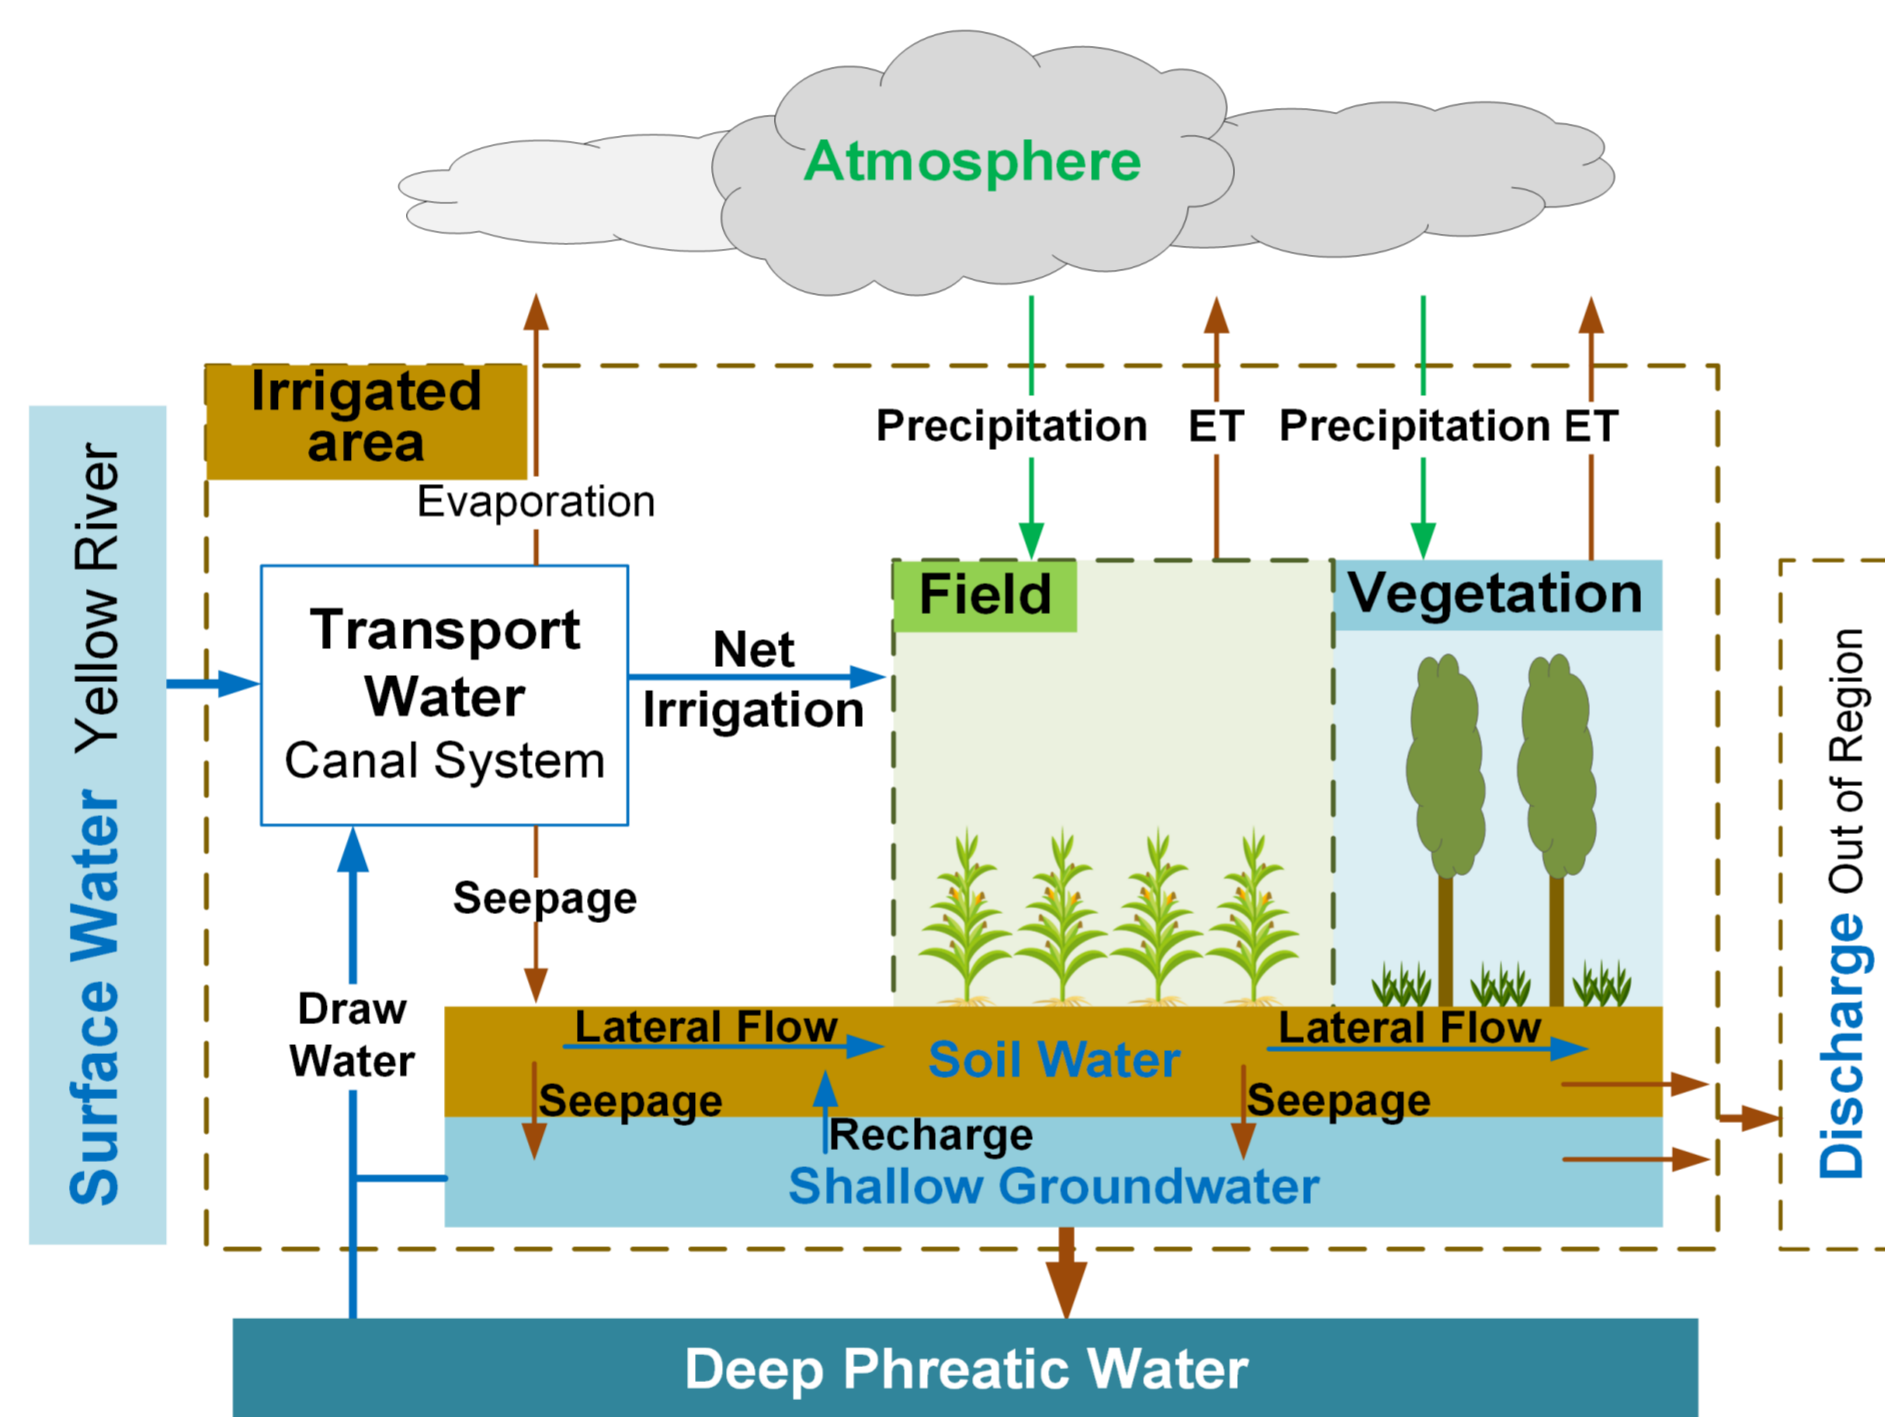 Atmosphere
Irrigated
area
Evaporation
Precipitation
ET
Precipitation
ET
Surface Water Yellow River
Transport
Water
Canal System
Net
Irrigation
Field
Vegetation
Seepage
Draw
Water
Lateral Flow
Soil Water
Lateral Flow
Seepage
Recharge
Seepage
Shallow Groundwater
Discharge Out of Region
Deep Phreatic Water